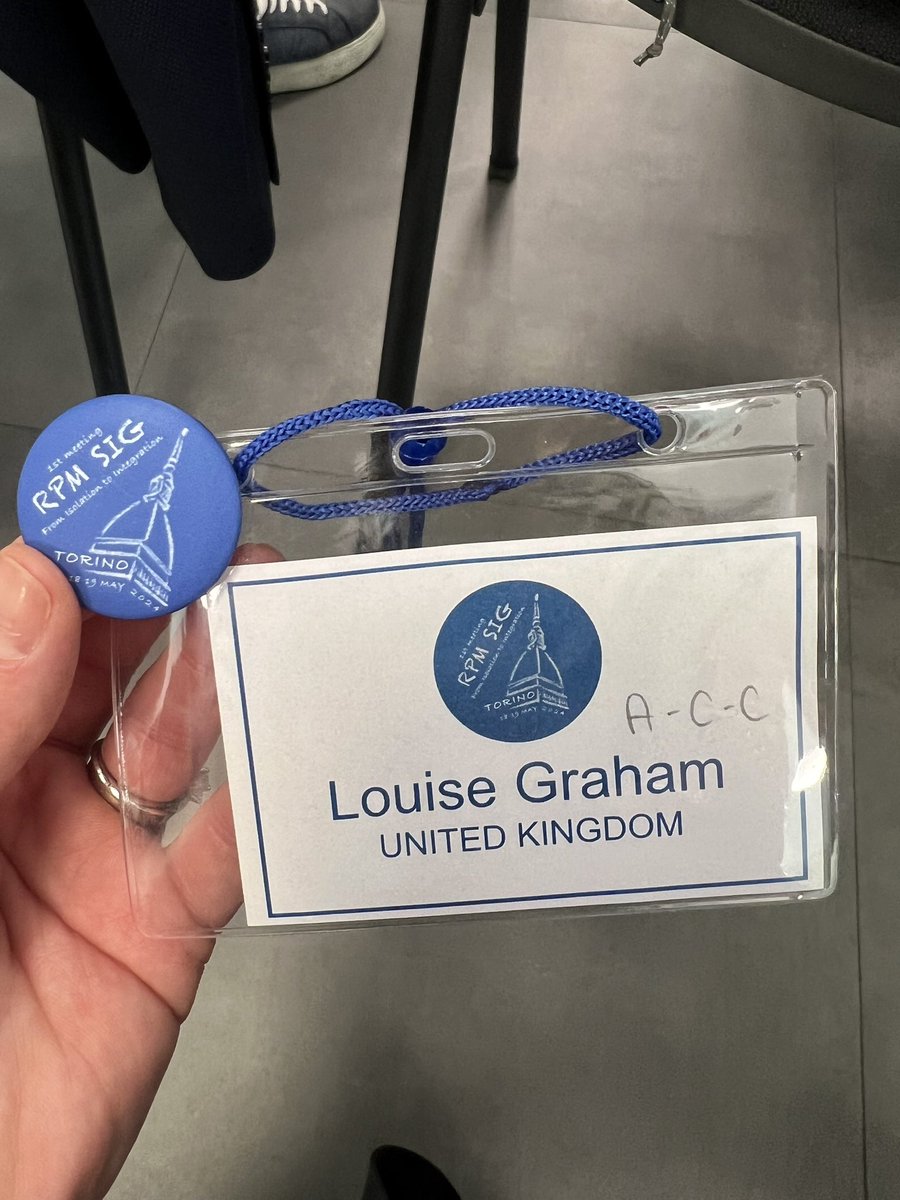 1st meeting
RPM SIG
From Isolation to Integration
TORINO
18 19 MAY 2024
1st meeting
RPM SIG
From Isolation to Integration
TORINO
18 19 MAY 2024
A-C-C
Louise Graham
UNITED KINGDOM